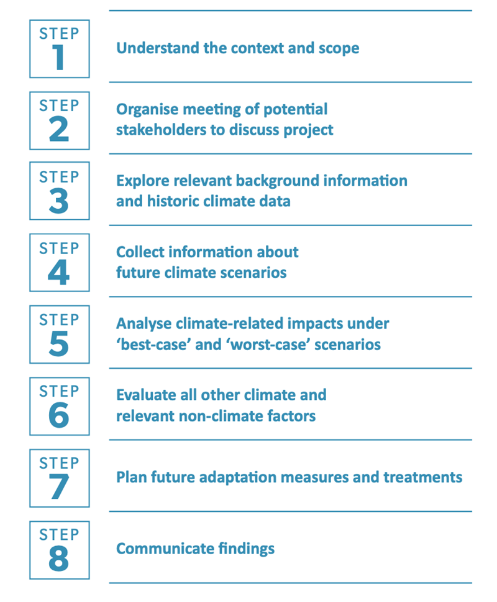 STEP
1
Understand the context and scope
STEP
2
Organise meeting of potential
stakeholders to discuss project
STEP
3
Explore relevant background information
and historic climate data
STEP
4
Collect information about
future climate scenarios
STEP
5
Analyse climate-related impacts under
‘best-case’ and ‘worst-case’ scenarios
STEP
6
Evaluate all other climate and
relevant non-climate factors
STEP
7
Plan future adaptation measures and treatments
STEP
8
Communicate findings